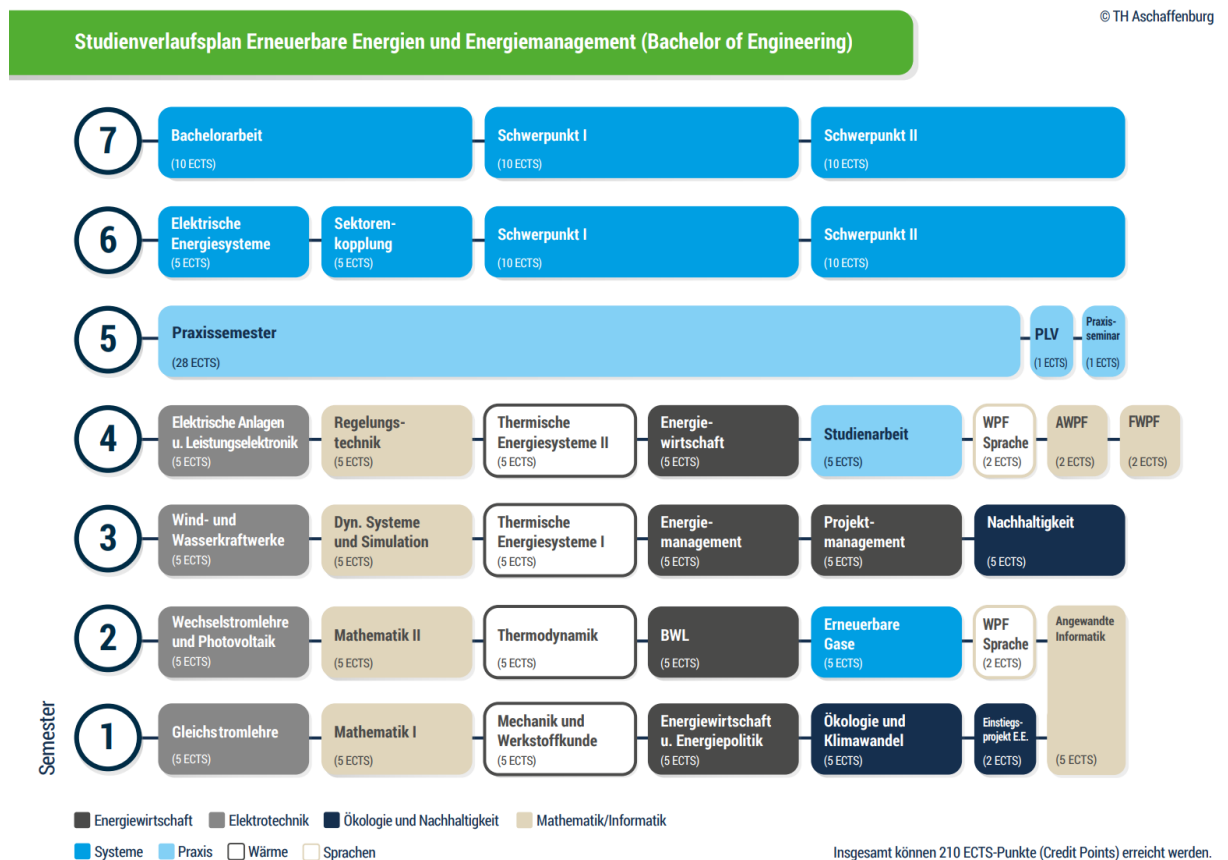 © TH Aschaffenburg
Studienverlaufsplan Erneuerbare Energien und Energiemanagement (Bachelor of Engineering)
7
Bachelorarbeit
(10 ECTS)
Schwerpunkt I
(10 ECTS)
Schwerpunkt II
(10 ECTS)
6
Elektrische
Energiesysteme
(5 ECTS)
Sektoren-
kopplung
(5 ECTS)
Schwerpunkt I
(10 ECTS)
Schwerpunkt II
(10 ECTS)
5
Praxissemester
(28 ECTS)
PLV
(1 ECTS)
Praxis-
seminar
(1 ECTS)
4
Elektrische Anlagen
u. Leistungselektronik
(5 ECTS)
Regelungs-
technik
(5 ECTS)
Thermische
Energiesysteme II
(5 ECTS)
Energie-
wirtschaft
(5 ECTS)
Studienarbeit
(5 ECTS)
WPF
Sprache
(2 ECTS)
AWPF
(2 ECTS)
FWPF
(2 ECTS)
3
Wind- und
Wasserkraftwerke
(5 ECTS)
Dyn. Systeme
und Simulation
(5 ECTS)
Thermische
Energiesysteme I
(5 ECTS)
Energie-
management
(5 ECTS)
Projekt-
management
(5 ECTS)
Nachhaltigkeit
(5 ECTS)
2
Wechselstromlehre
und Photovoltaik
(5 ECTS)
Mathematik II
(5 ECTS)
Thermodynamik
(5 ECTS)
BWL
(5 ECTS)
Erneuerbare
Gase
(5 ECTS)
WPF
Sprache
(2 ECTS)
Angewandte
Informatik
(5 ECTS)
Semester
1
Gleichstromlehre
(5 ECTS)
Mathematik I
(5 ECTS)
Mechanik und
Werkstoffkunde
(5 ECTS)
Energiewirtschaft
u. Energiepolitik
(5 ECTS)
Ökologie und
Klimawandel
(5 ECTS)
Einstiegs-
projekt E.E.
(2 ECTS)
Energiewirtschaft
Elektrotechnik
Ökologie und Nachhaltigkeit
Mathematik/Informatik
Systeme
Praxis
Wärme
Sprachen
Insgesamt können 210 ECTS-Punkte (Credit Points) erreicht werden.